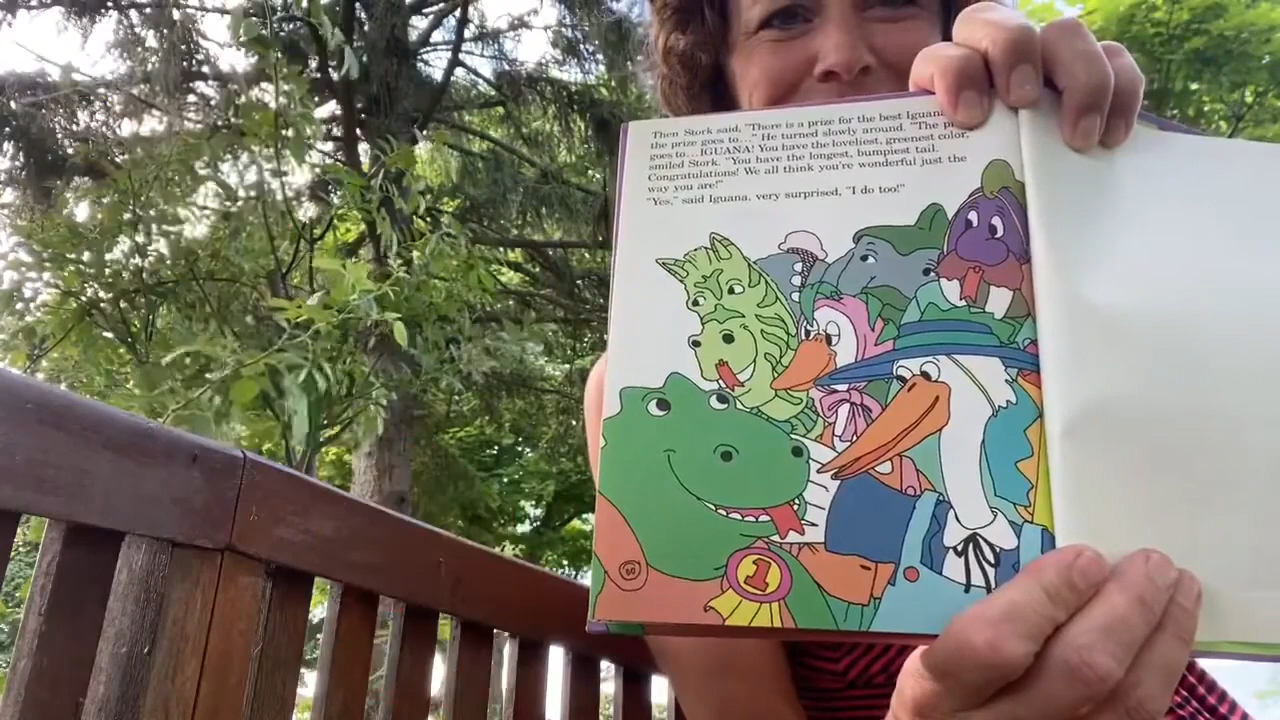 Then Stork said, "There is a prize for the best Iguana
the prize goes to..." He turned slowly around. "The
goes to...IGUANA! You have the loveliest, greenest color,
smiled Stork. "You have the longest, bumpiest tail.
Congratulations! We all think you're wonderful just the
way you are!"
"Yes," said Iguana, very surprised, "I do too!"
1
60